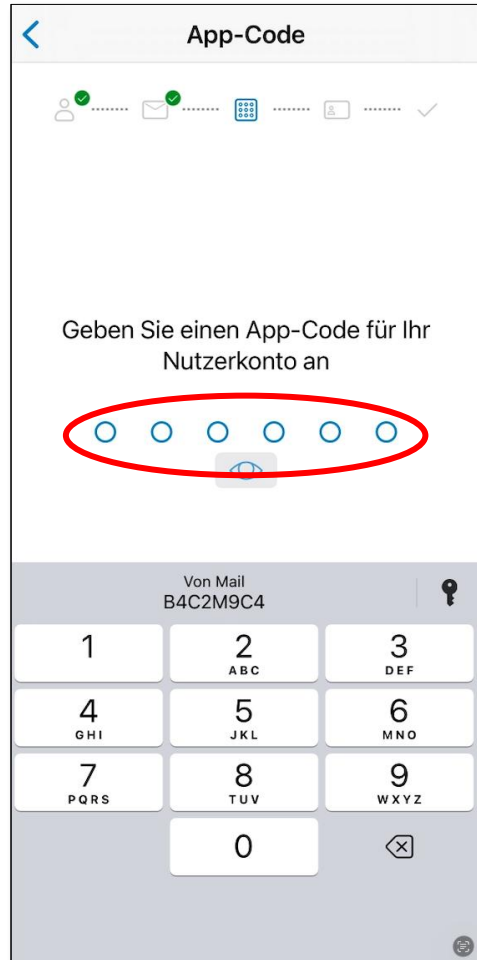 App-Code
Geben Sie einen App-Code für Ihr
Nutzerkonto an
Von Mail
B4C2M9C4
1
2
ABC
3
DEF
4
GHI
5
JKL
6
MNO
7
PQRS
8
TUV
9
WXYZ
0